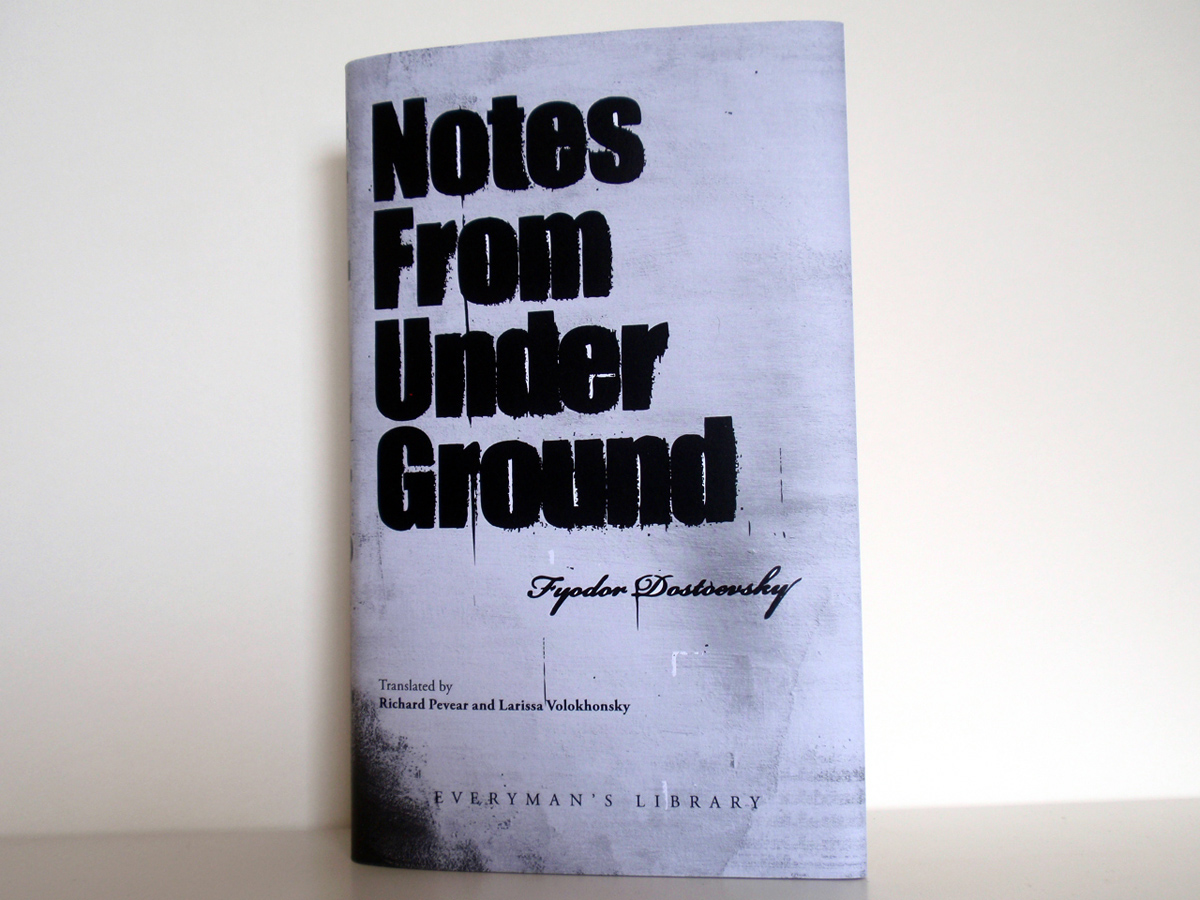 Notes
From
Under
Ground
Fyodor Dostoevsky
Translated by
Richard Pevear and Larissa Volokhonsky
EVERYMAN'S LIBRARY